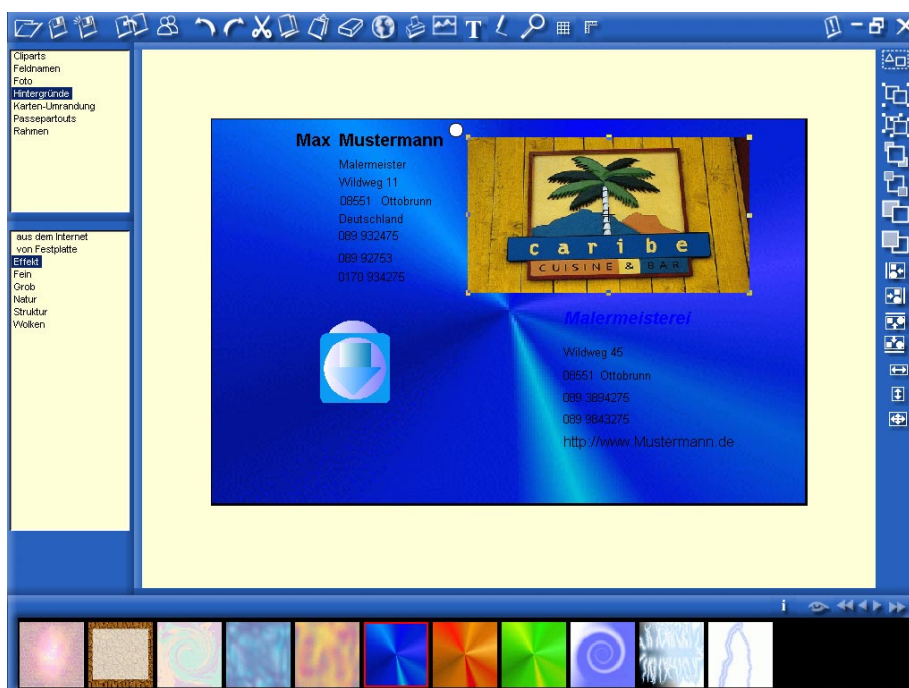 Cliparts
Feldnamen
Foto
Hintergründe
Karten-Umrandung
Passepartouts
Rahmen
aus dem Internet
von Festplatte
Effekt
Fein
Grob
Natur
Struktur
Wolken
Max Mustermann
Malermeister
Wildweg 11
08551 Ottobrunn
Deutschland
089 932475
089 92753
0170 934275
caribe
CUISINE & BAR
Malermeisterei
Wildweg 45
08551 Ottobrunn
089 3894275
089 9843275
http://www.Mustermann.de